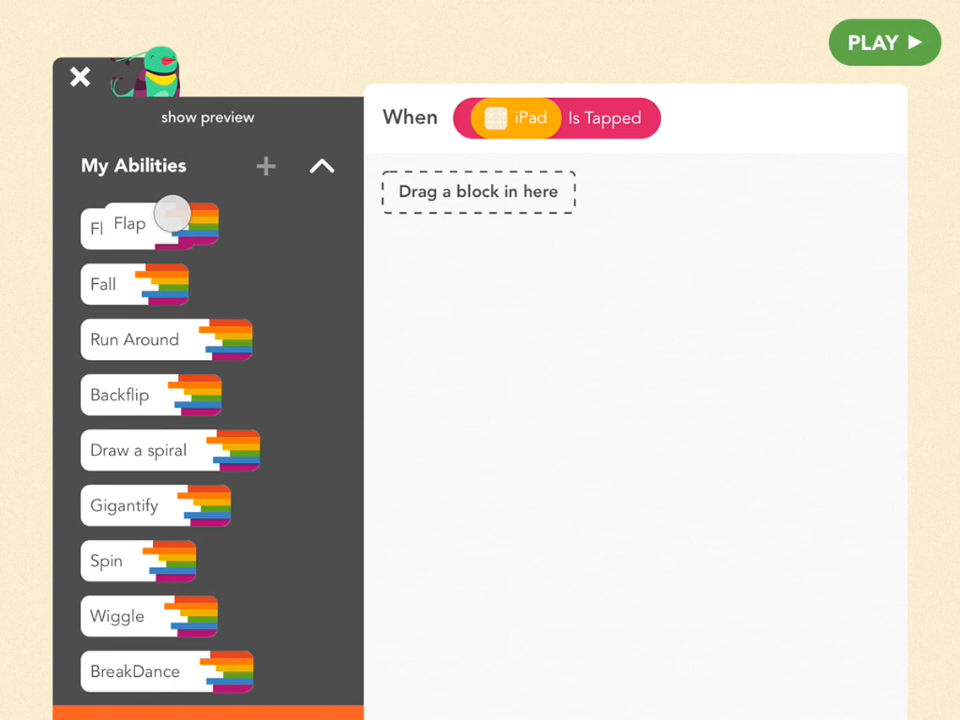 PLAY
show preview
When iPad Is Tapped
My Abilities
Drag a block in here
Fl
Flap
Fall
Run Around
Backflip
Draw a spiral
Gigantify
Spin
Wiggle
BreakDance